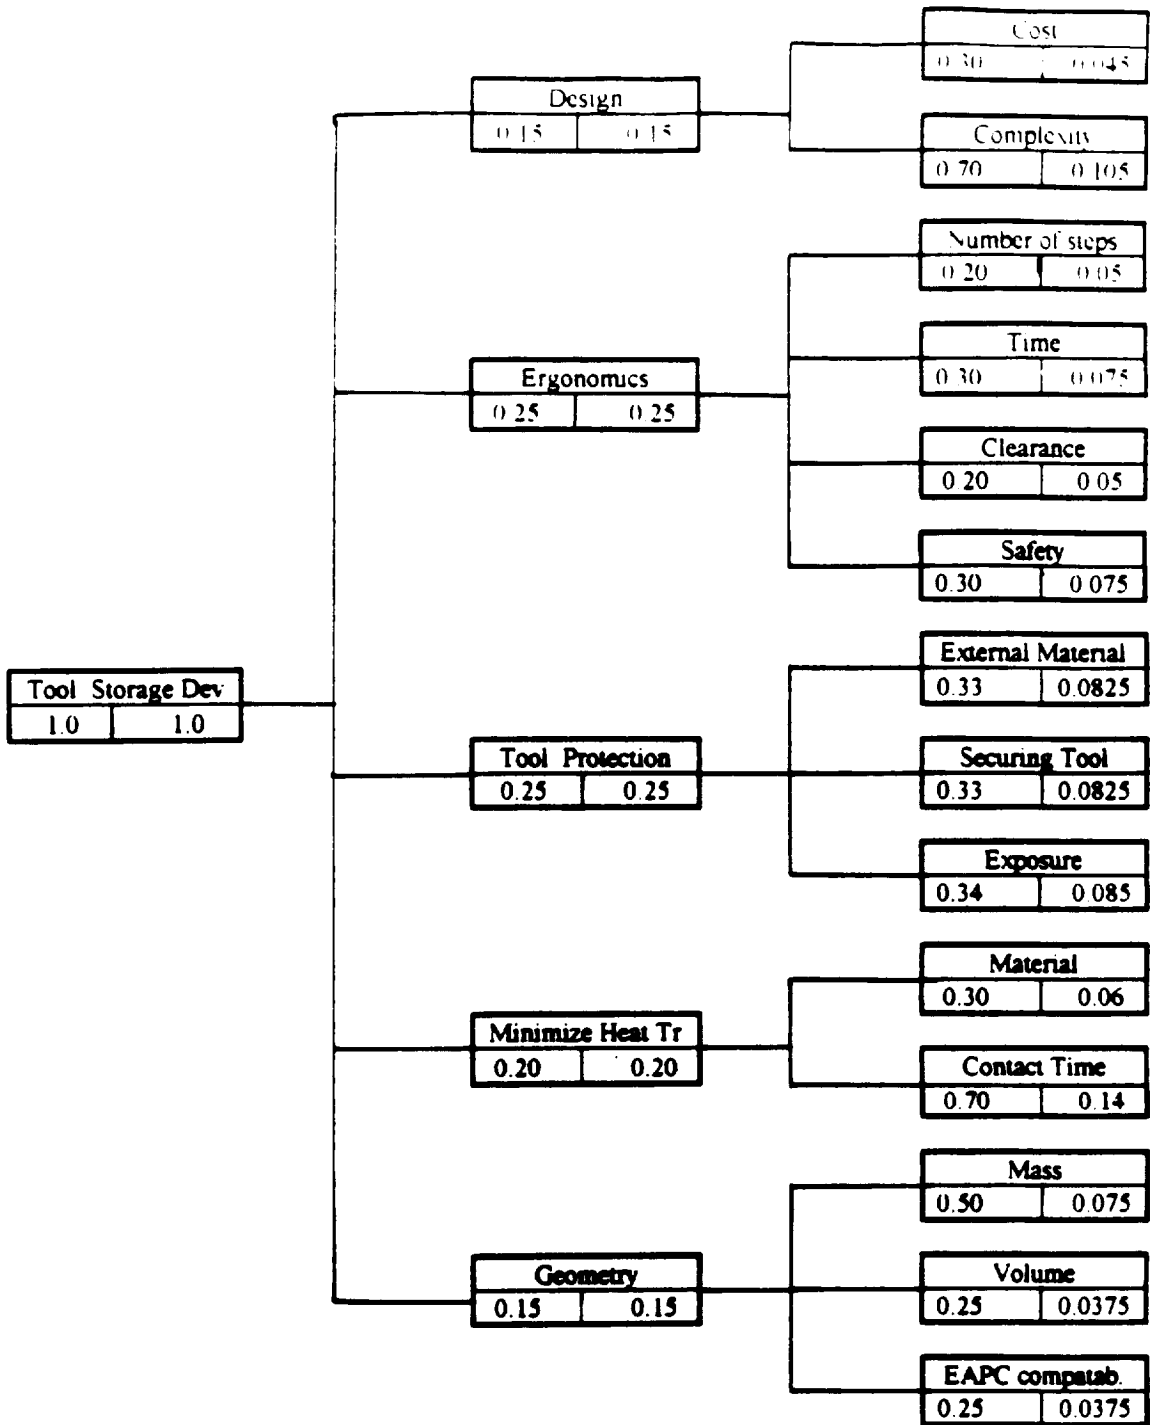 Cost
0.30 0.045
Design
0.15 0.15
Complexity
0.70 0.105
Number of steps
0.20 0.05
Time
0.30 0.075
Ergonomics
0.25 0.25
Clearance
0.20 0.05
Safety
0.30 0.075
External Material
0.33 0.0825
Tool Storage Dev
1.0 1.0
Tool Protection
0.25 0.25
Securing Tool
0.33 0.0825
Exposure
0.34 0.085
Material
0.30 0.06
Minimize Heat Tr
0.20 0.20
Contact Time
0.70 0.14
Mass
0.50 0.075
Geometry
0.15 0.15
Volume
0.25 0.0375
EAPC compatab.
0.25 0.0375